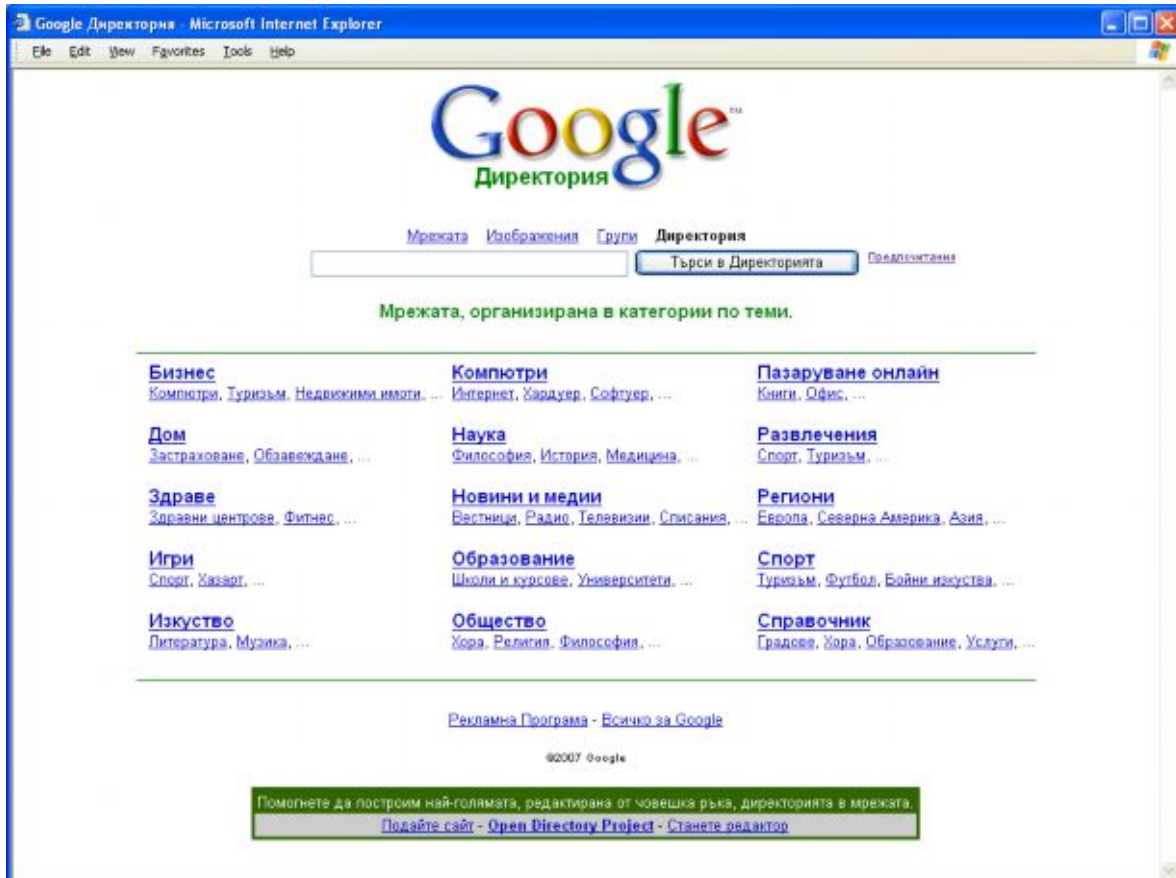 Google Директория - Microsoft Internet Explorer
File Edit View Favorites Tools Help
Google™
Директория
Мрежата Изображения Групи Директория
Търси в Директорията Предпочитания
Мрежата, организирана в категории по теми.
Бизнес Компютри Пазаруване онлайн
Компютри, Туризъм, Недвижими имоти, ... Интернет, Хардуер, Софтуер, ... Книги, Офис, ...
Дом Наука Развлечения
Застраховане, Обзавеждане, ... Философия, История, Медицина, ... Спорт, Туризъм, ...
Здраве Новини и медии Региони
Здравни центрове, Фитнес, ... Вестници, Радио, Телевизии, Списания, ... Европа, Северна Америка, Азия, ...
Игри Образование Спорт
Спорт, Хазарт, ... Школи и курсове, Университети, ... Туризъм, Футбол, Бойни изкуства, ...
Изкуство Общество Справочник
Литература, Музика, ... Хора, Религия, Философия, ... Градове, Хора, Образование, Услуги, ...
Рекламна Програма - Всичко за Google
©2007 Google
Помогнете да построим най-голямата, редактирана от човешка ръка, директорията в мрежата.
Подайте сайт - Open Directory Project - Станете редактор